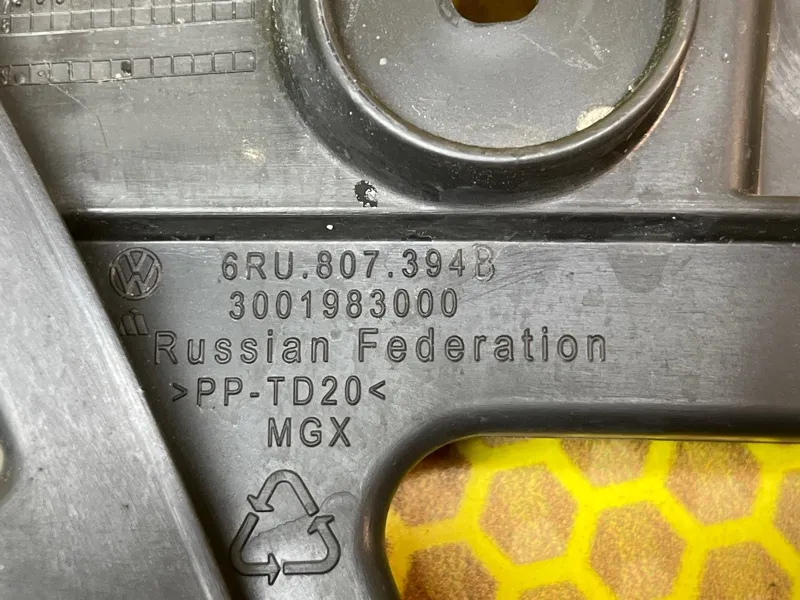 6RU.807.394B
3001983000
Russian Federation
>PP-TD20<
MGX